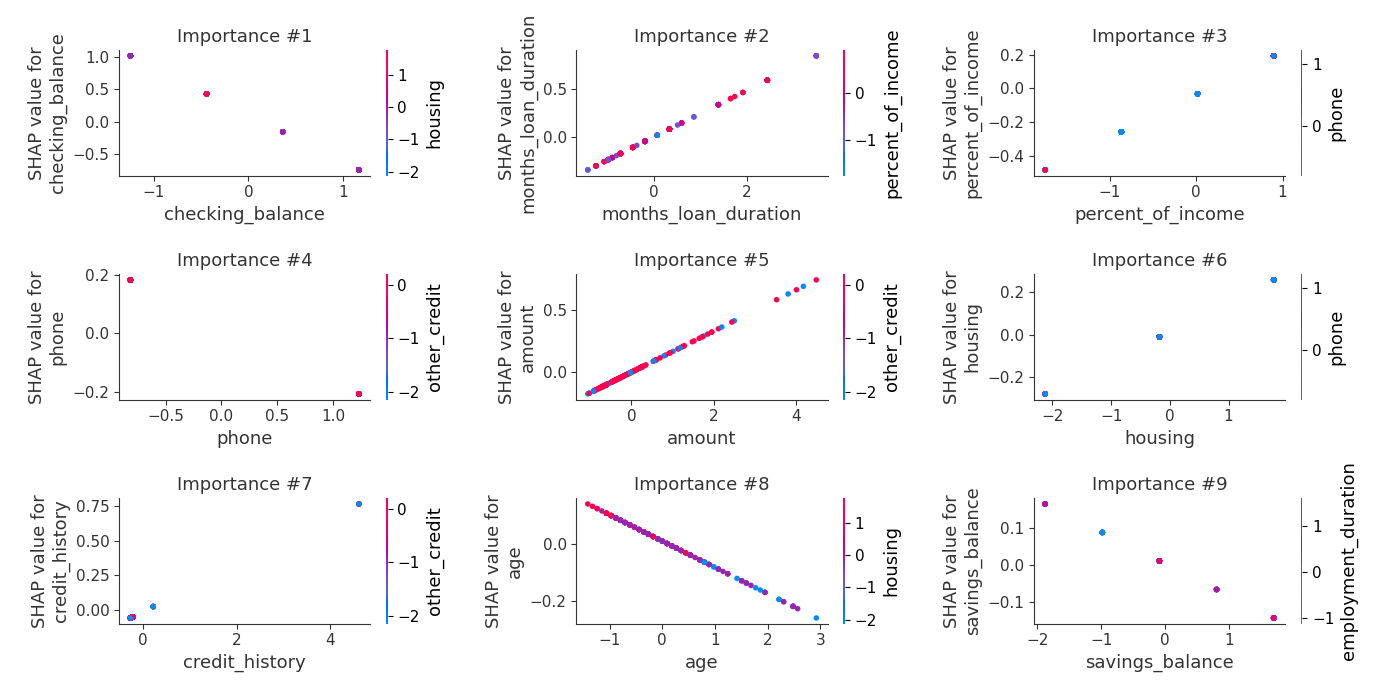 Importance #1
SHAP value for
checking_balance
1.0
0.5
0.0
−0.5
−1
0
1
checking_balance
1
0
−1
−2
housing
Importance #2
SHAP value for
months_loan_duration
0.5
0.0
0
2
months_loan_duration
0
−1
percent_of_income
Importance #3
SHAP value for
percent_of_income
0.2
0.0
−0.2
−0.4
−1
0
1
percent_of_income
1
0
phone
Importance #4
SHAP value for
phone
0.2
0.0
−0.2
−0.5
0.0
0.5
1.0
phone
0
−1
−2
other_credit
Importance #5
SHAP value for
amount
0.5
0.0
0
2
4
amount
0
−1
−2
other_credit
Importance #6
SHAP value for
housing
0.2
0.0
−0.2
−2
−1
0
1
housing
1
0
phone
Importance #7
SHAP value for
credit_history
0.75
0.50
0.25
0.00
0
2
4
credit_history
0
−1
−2
other_credit
Importance #8
SHAP value for
age
0.0
−0.2
−1
0
1
2
3
age
1
0
−1
−2
housing
Importance #9
SHAP value for
savings_balance
0.1
0.0
−0.1
−2
−1
0
1
savings_balance
1
0
−1
employment_duration